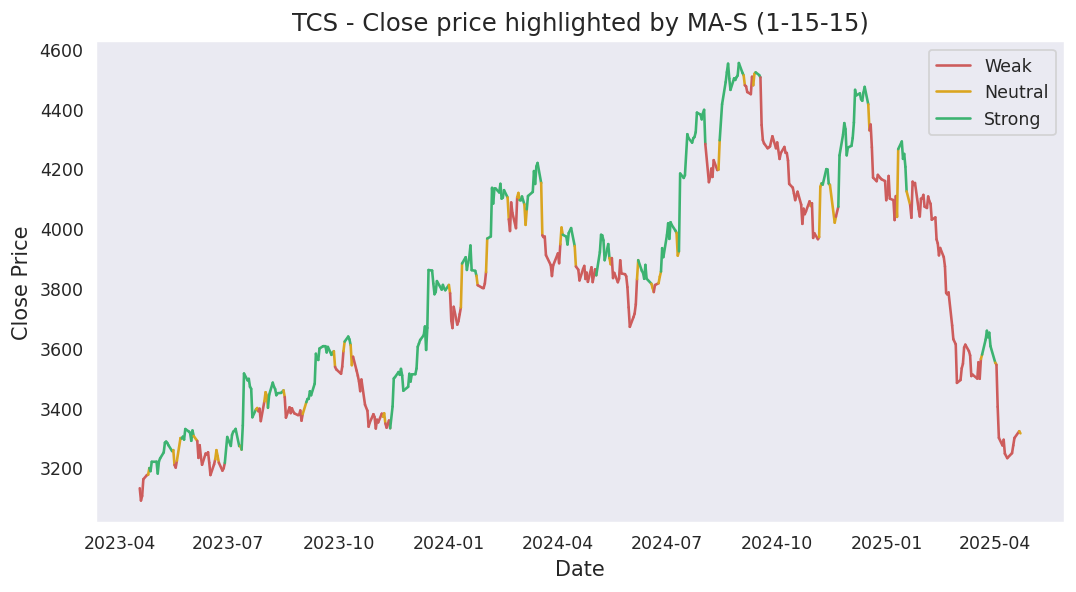 TCS - Close price highlighted by MA-S (1-15-15)
Weak
Neutral
Strong
Close Price
4600
4400
4200
4000
3800
3600
3400
3200
2023-04 2023-07 2023-10 2024-01 2024-04 2024-07 2024-10 2025-01 2025-04
Date